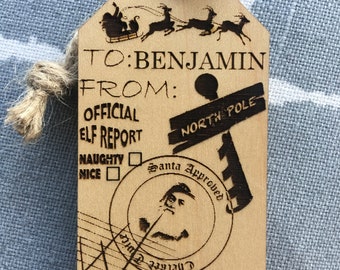 TO: BENJAMIN
FROM:
OFFICIAL
ELF REPORT
NORTH POLE
NAUGHTY
NICE
Santa Approved